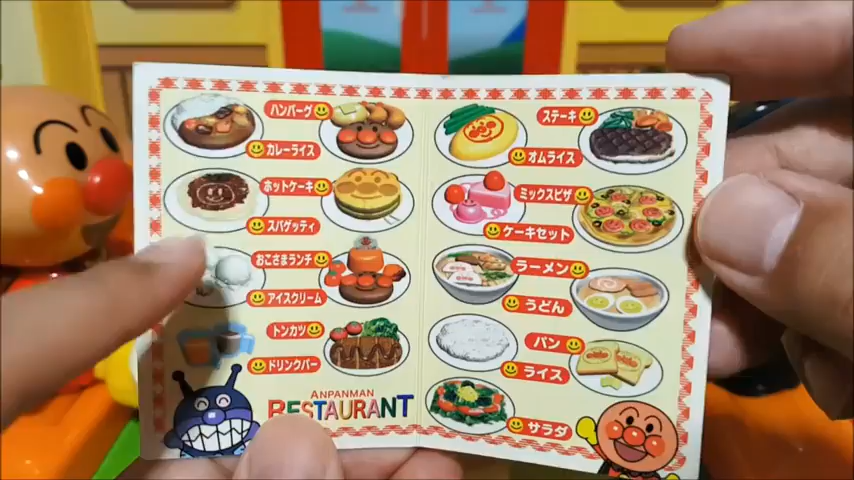 ハンバーグ
カレーライス
ホットケーキ
スパゲッティ
おこさまランチ
アイスクリーム
トンカツ
ドリンクバー
ANPANMAN
RESTAURANT
ステーキ
オムライス
ミックスピザ
ケーキセット
ラーメン
うどん
パン
ライス
サラダ